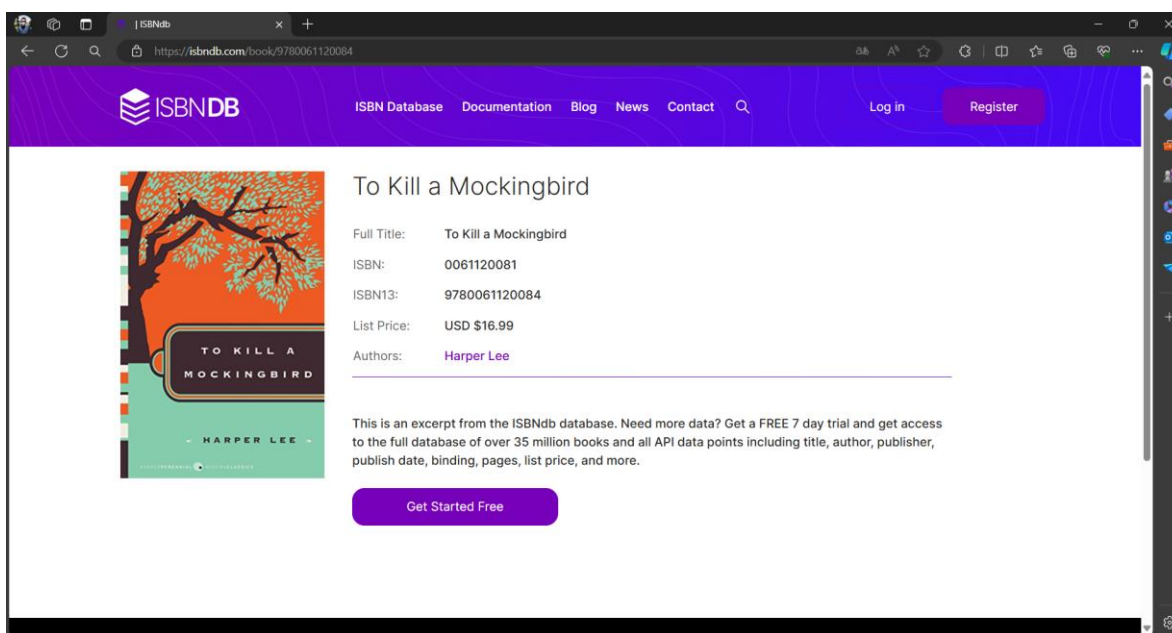 | ISBNdb
https://isbndb.com/book/9780061120084
ISBNDB
ISBN Database Documentation Blog News Contact
Log in
Register
To Kill a Mockingbird
Full Title: To Kill a Mockingbird
ISBN: 0061120081
ISBN13: 9780061120084
List Price: USD $16.99
Authors: Harper Lee
TO KILL A
MOCKINGBIRD
HARPER LEE
This is an excerpt from the ISBNdb database. Need more data? Get a FREE 7 day trial and get access
to the full database of over 35 million books and all API data points including title, author, publisher,
publish date, binding, pages, list price, and more.
Get Started Free